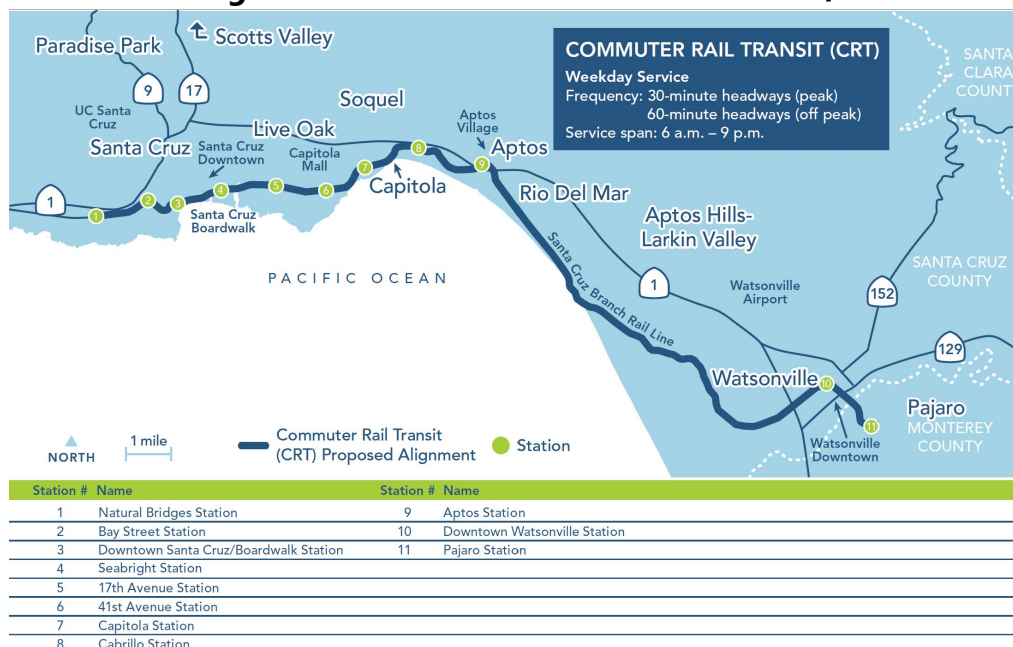 Paradise Park
Scotts Valley
9
17
UC Santa
Cruz
Santa Cruz
Santa Cruz
Downtown
Live Oak
Soquel
Capitola
Mall
Capitola
Aptos
Village
Aptos
Rio Del Mar
Aptos Hills-
Larkin Valley
COMMUTER RAIL TRANSIT (CRT)
Weekday Service
Frequency: 30-minute headways (peak)
60-minute headways (off peak)
Service span: 6 a.m. – 9 p.m.
SANTA
CLARA
COUNTY
1
1
2
3
4
5
6
7
8
9
Santa Cruz
Boardwalk
PACIFIC OCEAN
Santa Cruz Branch Rail Line
1
Watsonville
Airport
152
SANTA CRUZ
COUNTY
129
Watsonville
10
11
Pajaro
MONTEREY
COUNTY
Watsonville
Downtown
NORTH
1 mile
Commuter Rail Transit
(CRT) Proposed Alignment
Station
Station # Name Station # Name
1 Natural Bridges Station 9 Aptos Station
2 Bay Street Station 10 Downtown Watsonville Station
3 Downtown Santa Cruz/Boardwalk Station 11 Pajaro Station
4 Seabright Station
5 17th Avenue Station
6 41st Avenue Station
7 Capitola Station
8 Cabrillo Station